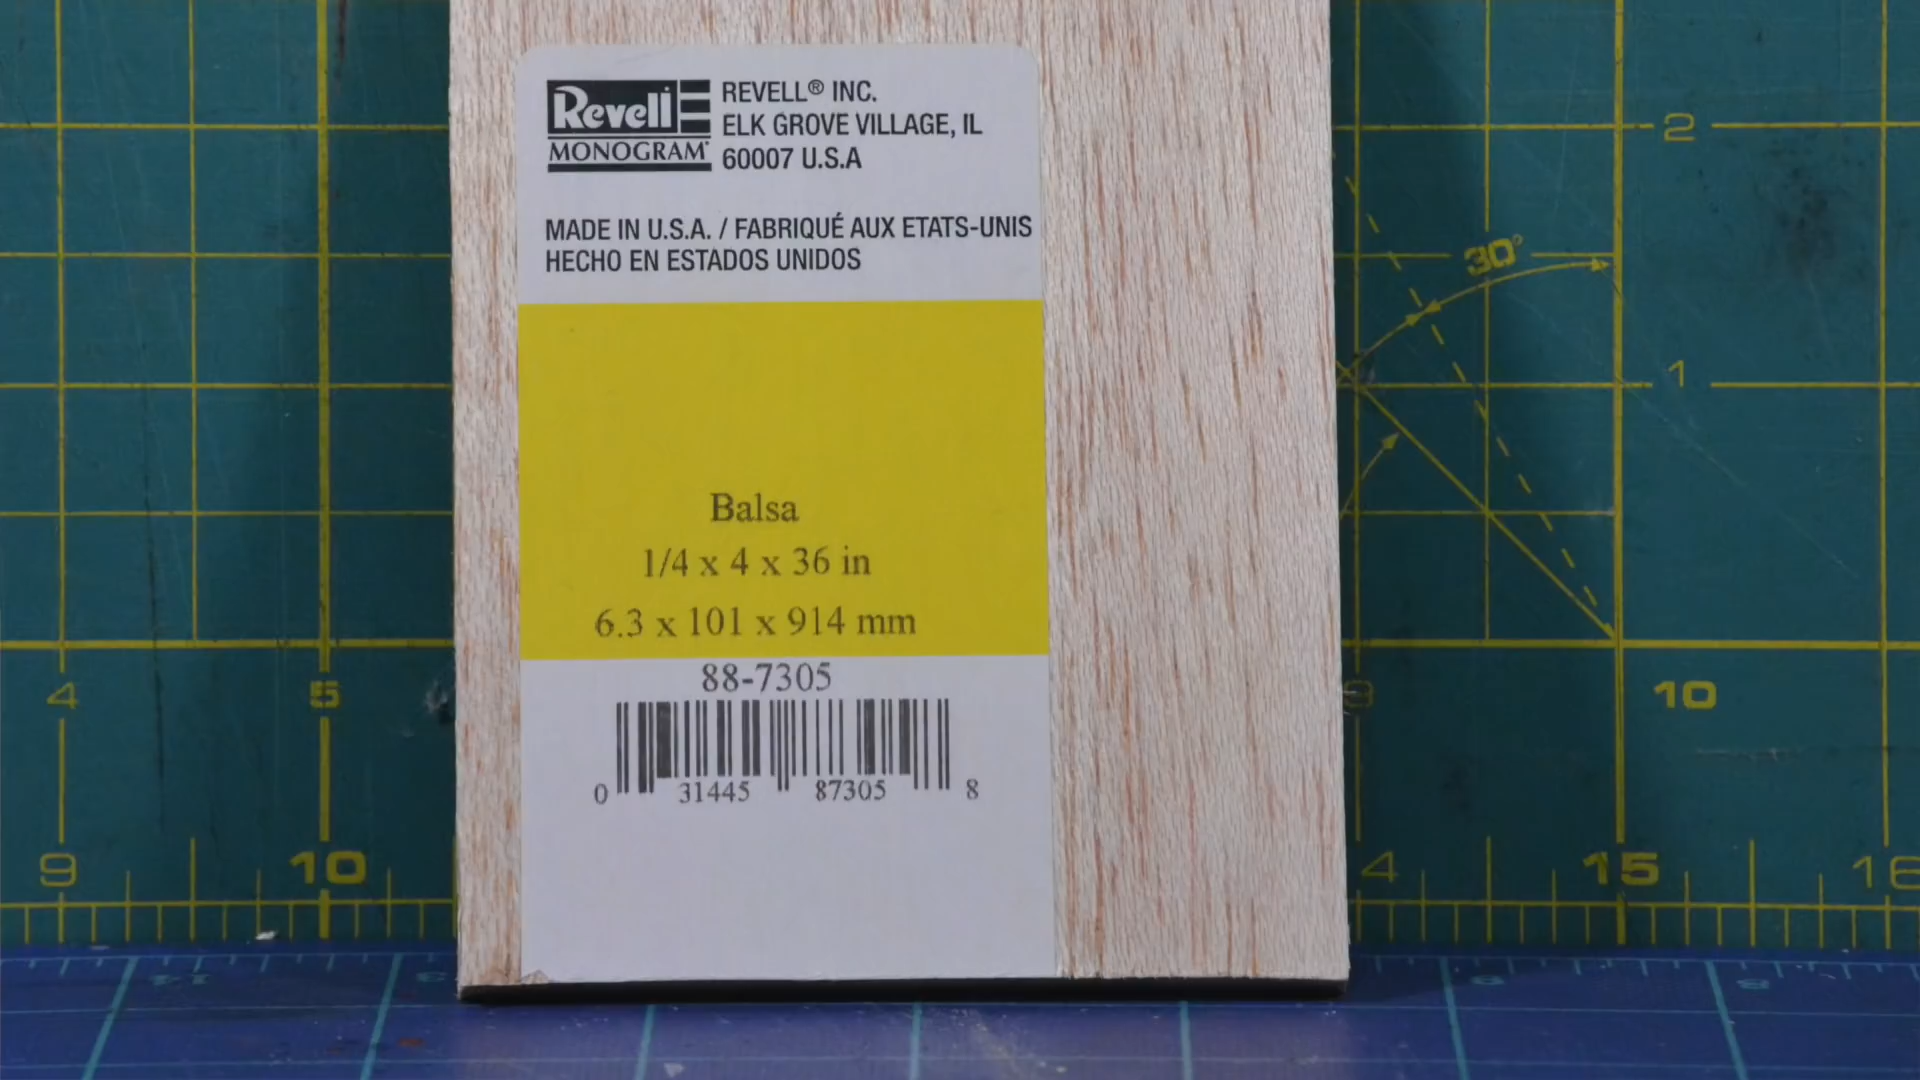 Revell
MONOGRAM
REVELL® INC.
ELK GROVE VILLAGE, IL
60007 U.S.A
MADE IN U.S.A. / FABRIQUÉ AUX ETATS-UNIS
HECHO EN ESTADOS UNIDOS
Balsa
1/4 x 4 x 36 in
6.3 x 101 x 914 mm
88-7305
0 31445 87305 8
2
30°
1
4 5 9 10
9 10 4 15 16